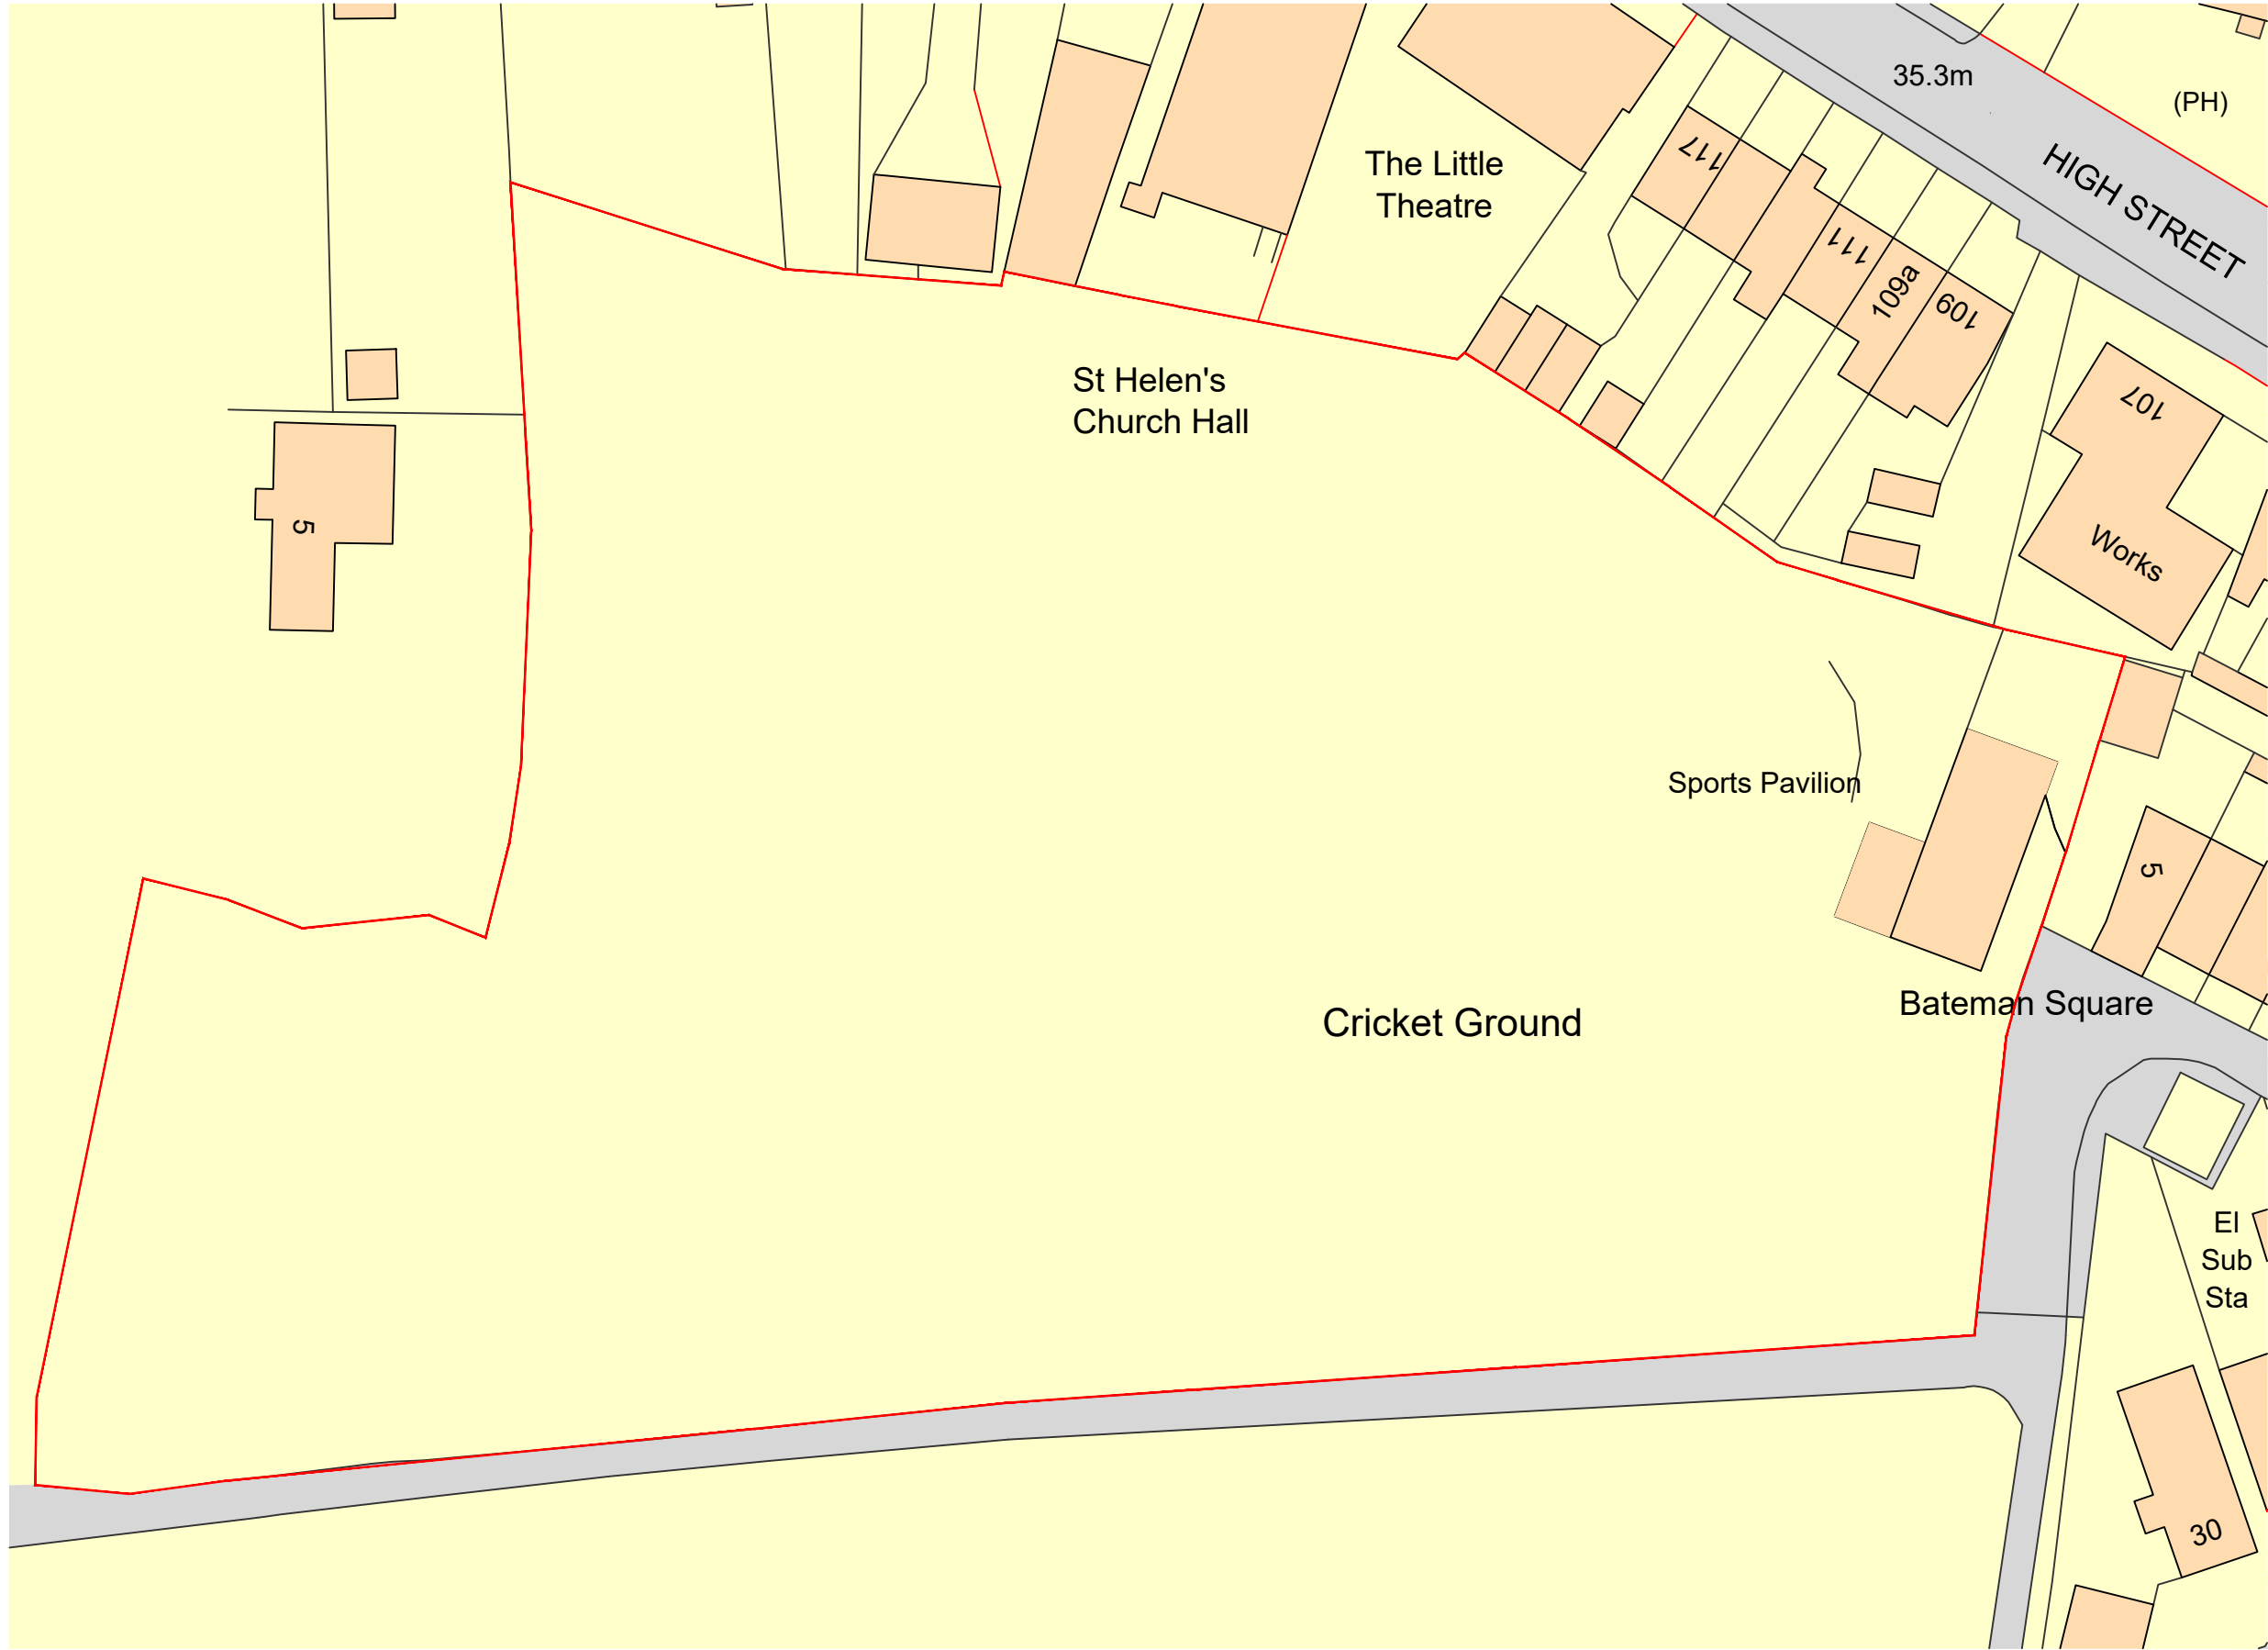 35.3m
(PH)
HIGH STREET
The Little
Theatre
117
111
109a
109
107
Works
St Helen's
Church Hall
5
Sports Pavilion
5
Bateman Square
Cricket Ground
El
Sub
Sta
30